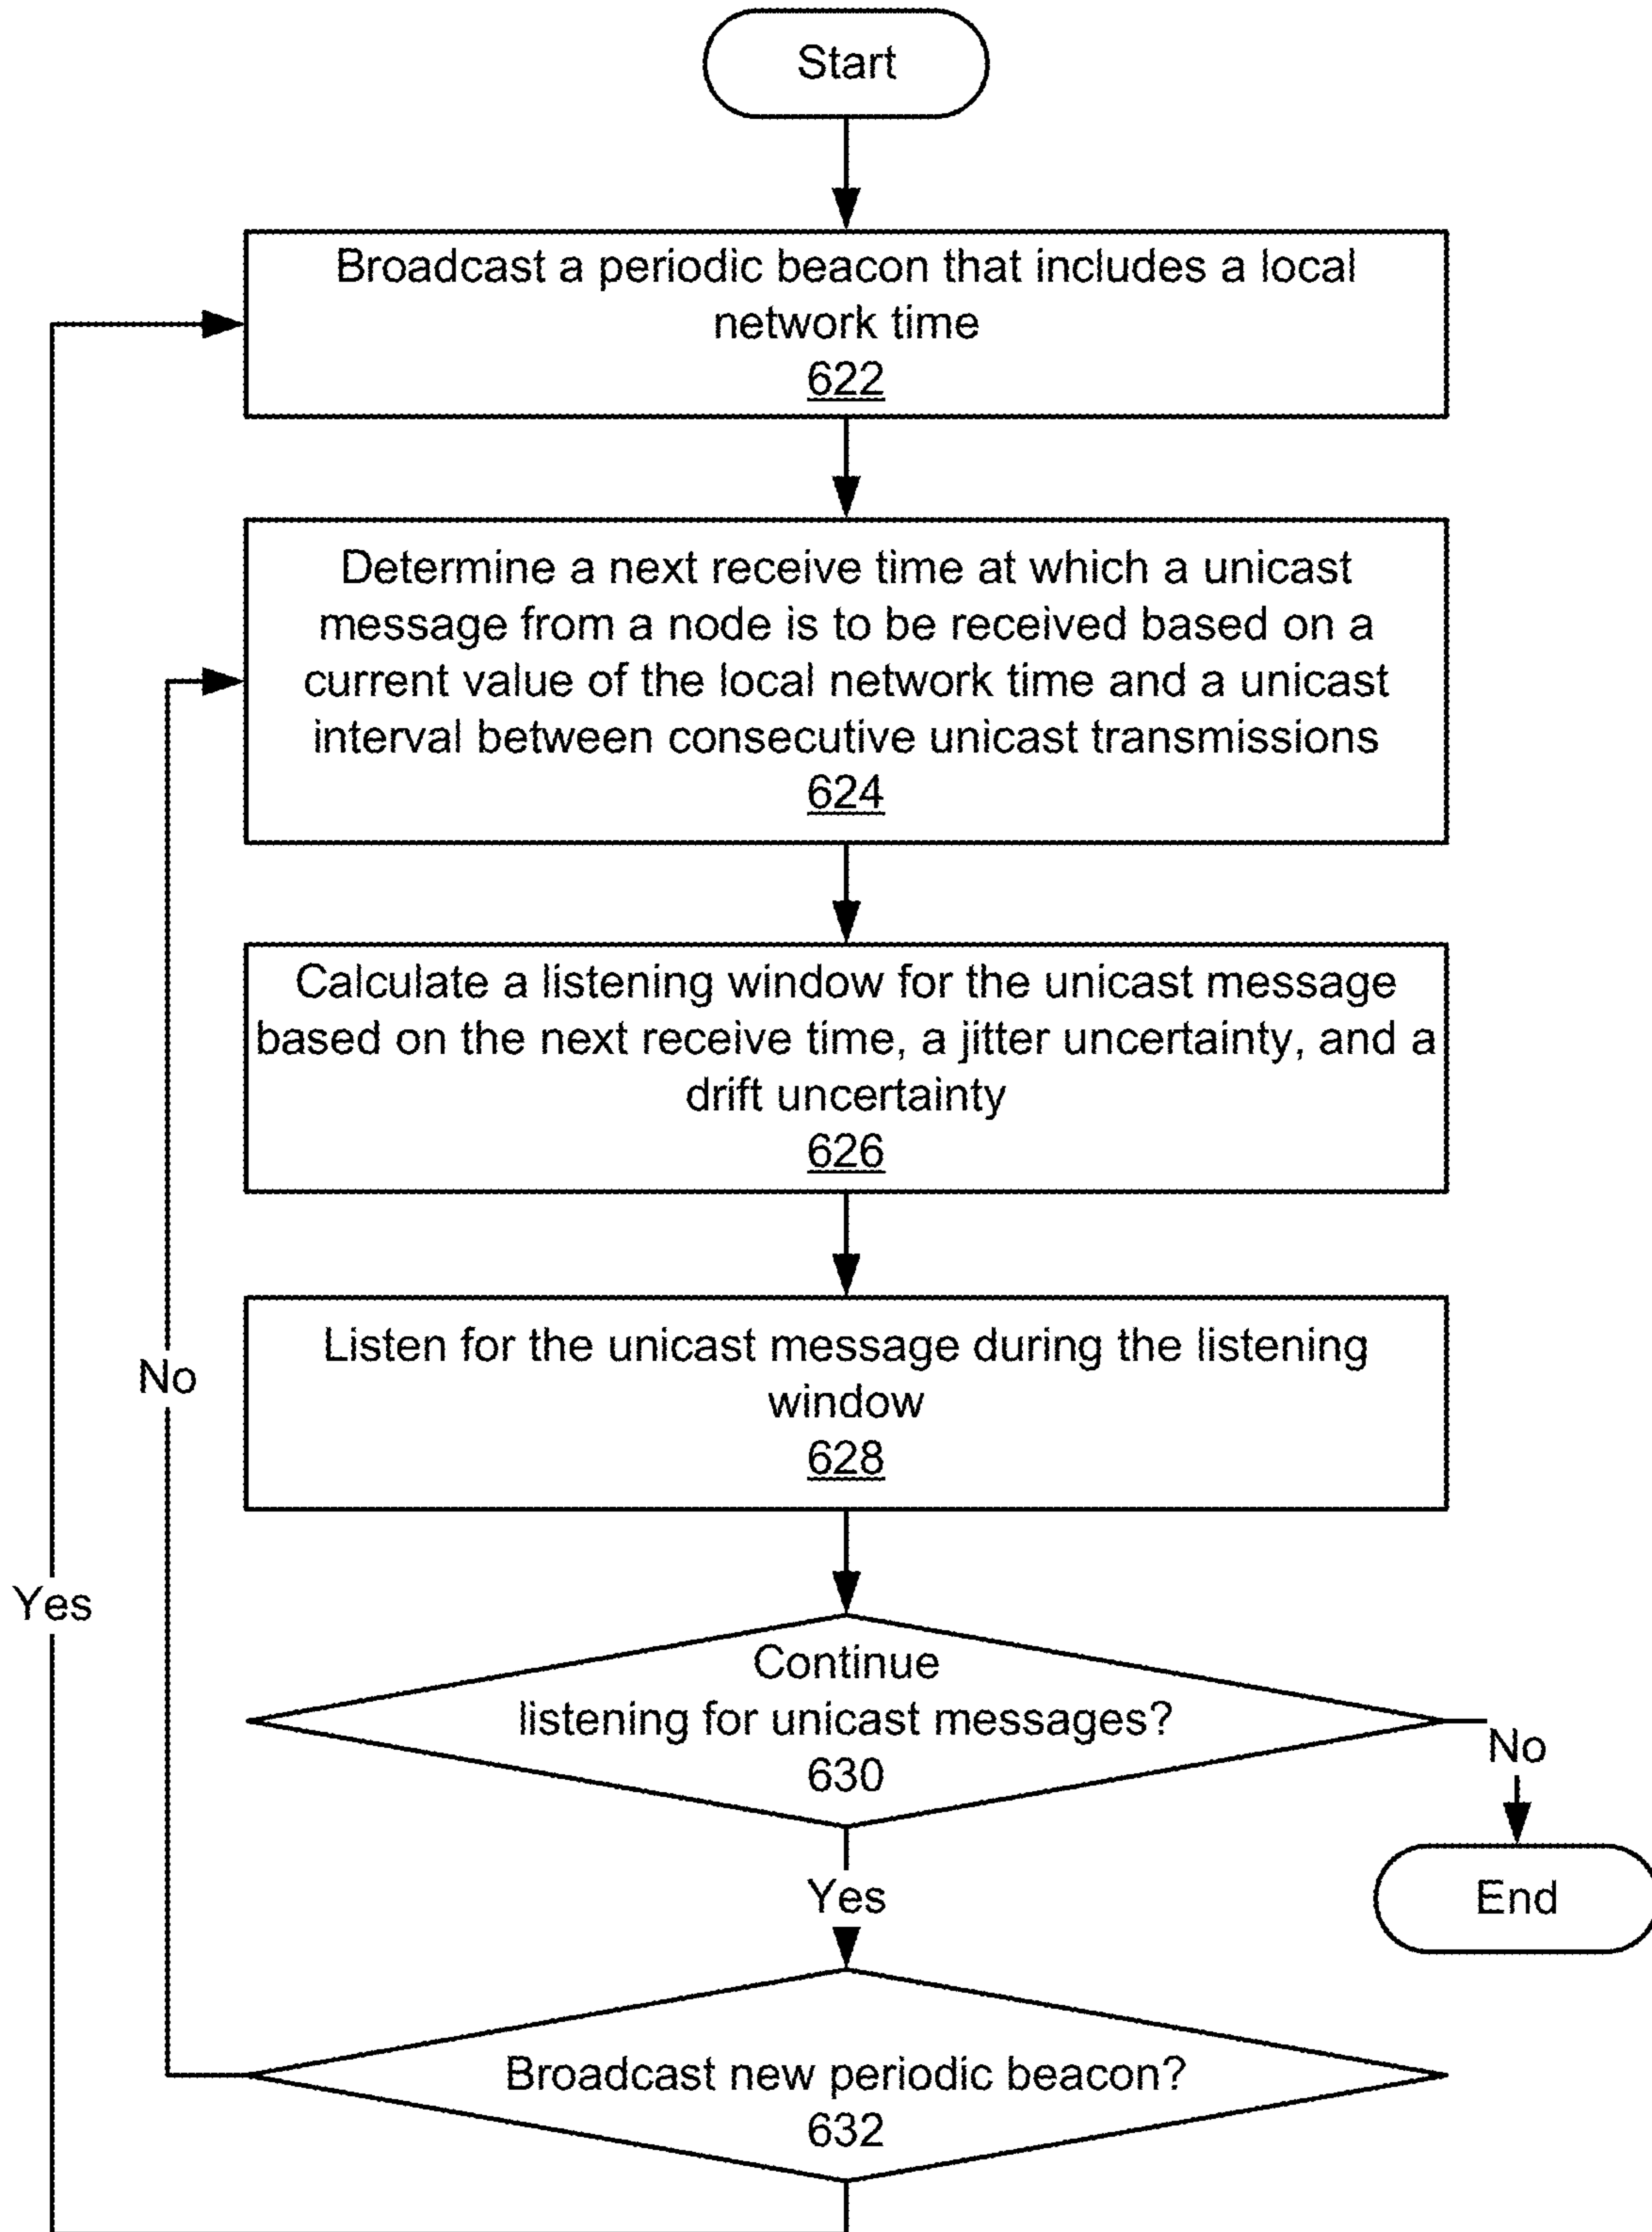 Start
Broadcast a periodic beacon that includes a local
network time
622
Determine a next receive time at which a unicast
message from a node is to be received based on a
current value of the local network time and a unicast
interval between consecutive unicast transmissions
624
Calculate a listening window for the unicast message
based on the next receive time, a jitter uncertainty, and a
drift uncertainty
626
Listen for the unicast message during the listening
window
628
No
Yes
Continue
listening for unicast messages?
630
No
Yes
End
Broadcast new periodic beacon?
632